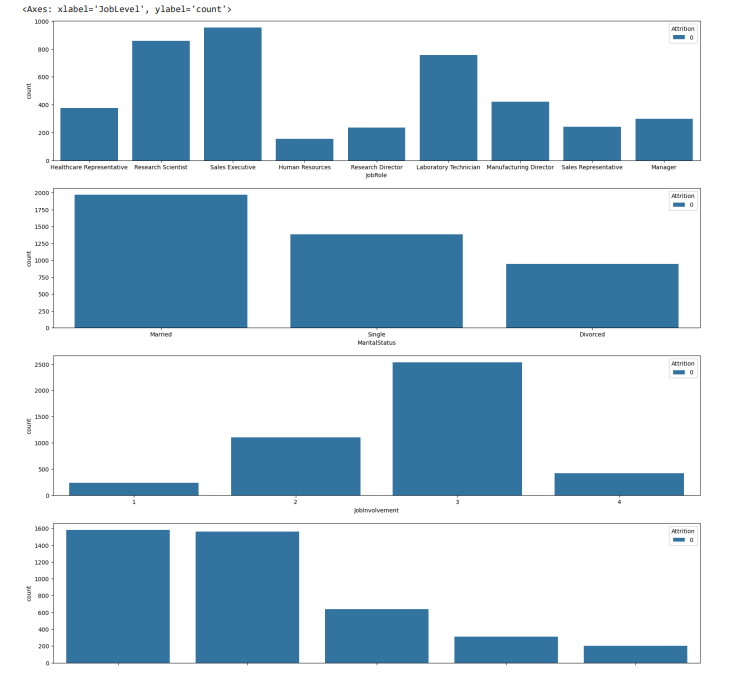 <Axes: xlabel='JobLevel', ylabel='count'>
1000
800
600
400
200
0
count
Attrition
0
Healthcare Representative Research Scientist Sales Executive Human Resources Research Director Laboratory Technician Manufacturing Director Sales Representative Manager
JobRole
2000
1750
1500
1250
1000
750
500
250
0
count
Attrition
0
Married Single Divorced
MaritalStatus
2500
2000
1500
1000
500
0
count
Attrition
0
1 2 3 4
JobInvolvement
1600
1400
1200
1000
800
600
400
200
0
count
Attrition
0